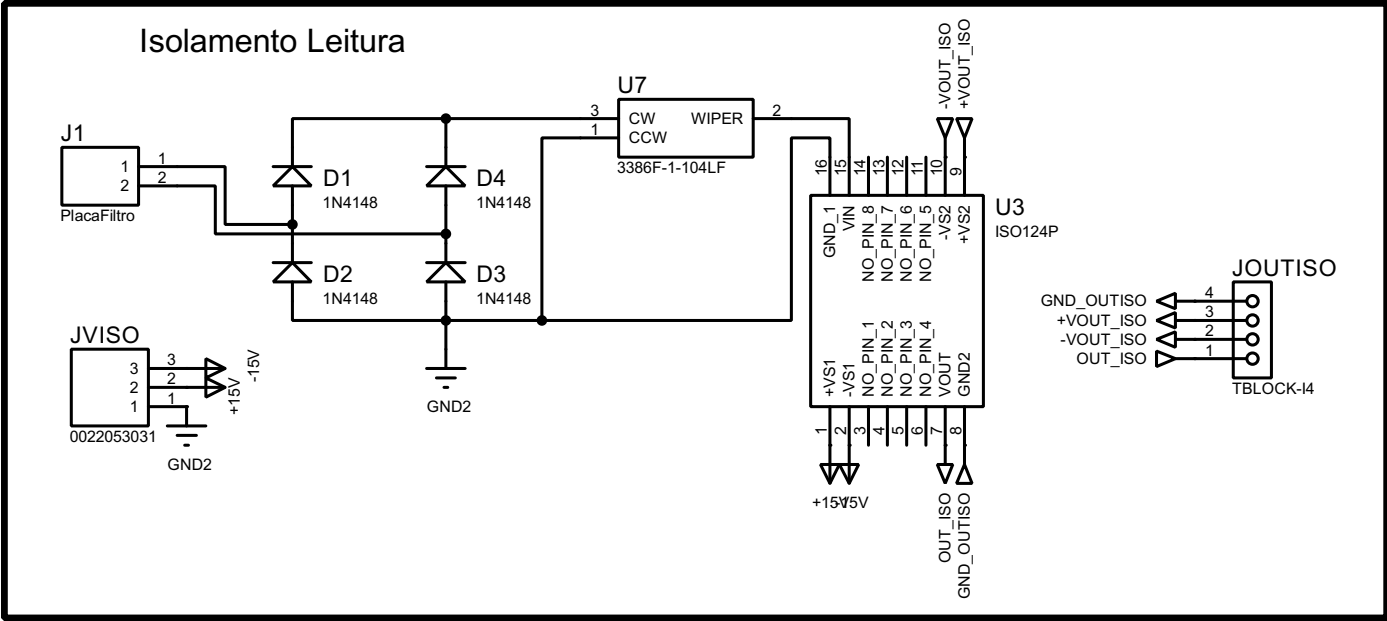 Isolamento Leitura
J1
1
2
1
2
PlacaFiltro
D1
1N4148
D4
1N4148
D2
1N4148
D3
1N4148
GND2
JVISO
3
2
1
3
2
1
-15V
+15V
0022053031
GND2
U7
3
1
CW
CCW
WIPER
2
3386F-1-104LF
-VOUT_ISO
+VOUT_ISO
16
15
14
13
12
11
10
9
GND_1
VIN
NO_PIN_8
NO_PIN_7
NO_PIN_6
NO_PIN_5
-VS2
+VS2
U3
ISO124P
+VS1
-VS1
NO_PIN_1
NO_PIN_2
NO_PIN_3
NO_PIN_4
VOUT
GND2
1
2
3
4
5
6
7
8
+15V
-15V
OUT_ISO
GND_OUTISO
JOUTISO
GND_OUTISO 4
+VOUT_ISO 3
-VOUT_ISO 2
OUT_ISO 1
TBLOCK-I4